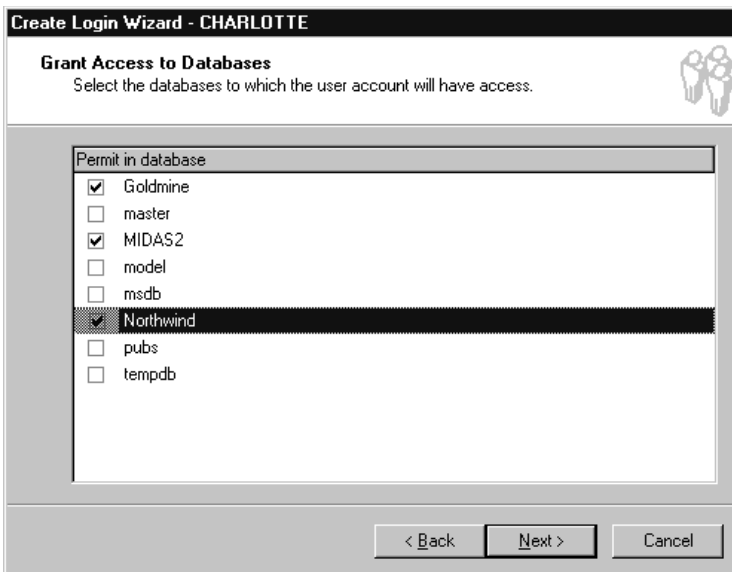 Create Login Wizard - CHARLOTTE
Grant Access to Databases
Select the databases to which the user account will have access.
Permit in database
Goldmine
master
MIDAS2
model
msdb
Northwind
pubs
tempdb
< Back
Next >
Cancel